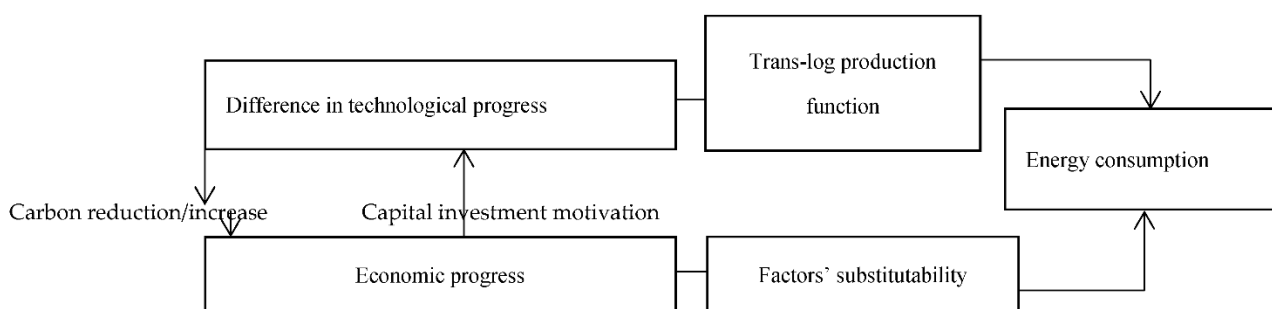 Trans-log production
function
Difference in technological progress
Energy consumption
Carbon reduction/increase
Capital investment motivation
Economic progress
Factors’ substitutability